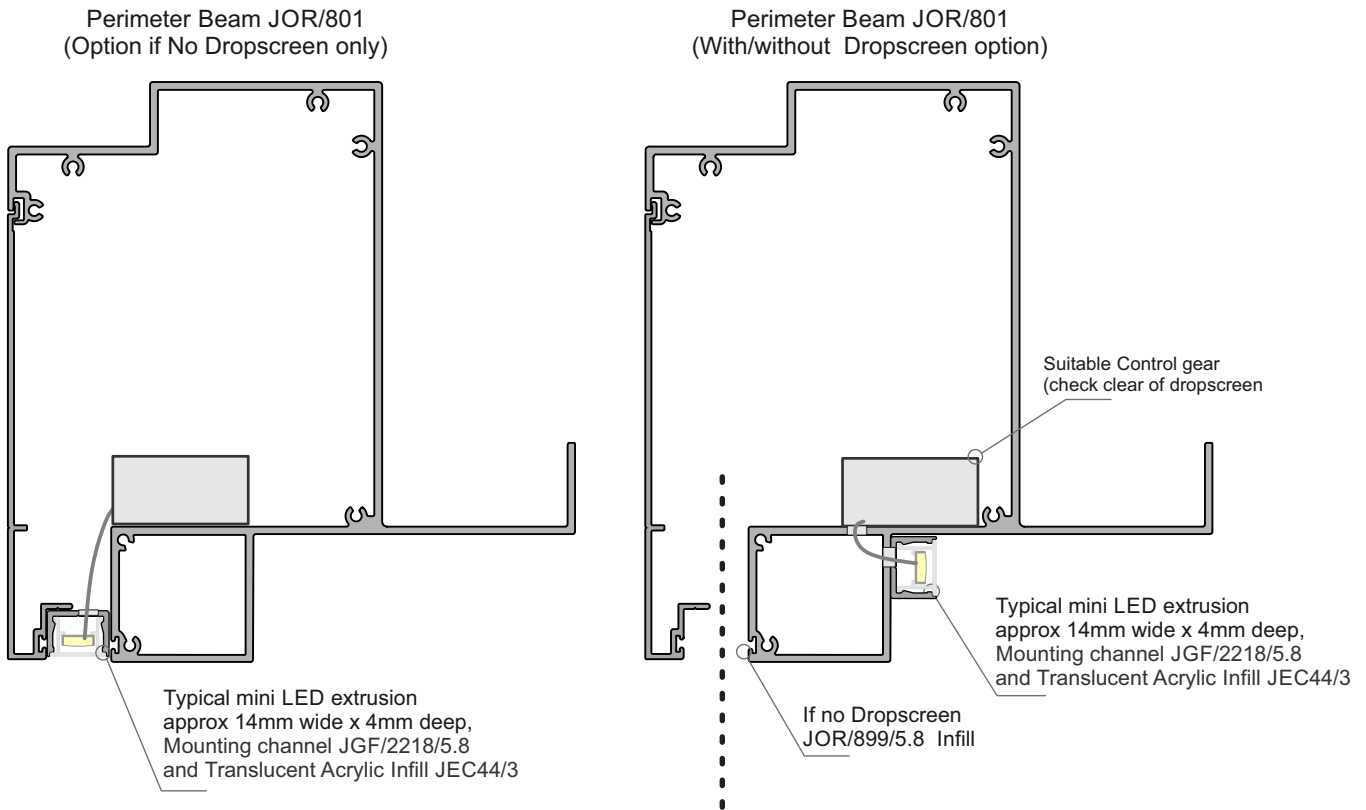 Perimeter Beam JOR/801
(Option if No Dropscreen only)
Perimeter Beam JOR/801
(With/without Dropscreen option)
Suitable Control gear
(check clear of dropscreen
Typical mini LED extrusion
approx 14mm wide x 4mm deep,
Mounting channel JGF/2218/5.8
and Translucent Acrylic Infill JEC44/3
If no Dropscreen
JOR/899/5.8 Infill
Typical mini LED extrusion
approx 14mm wide x 4mm deep,
Mounting channel JGF/2218/5.8
and Translucent Acrylic Infill JEC44/3